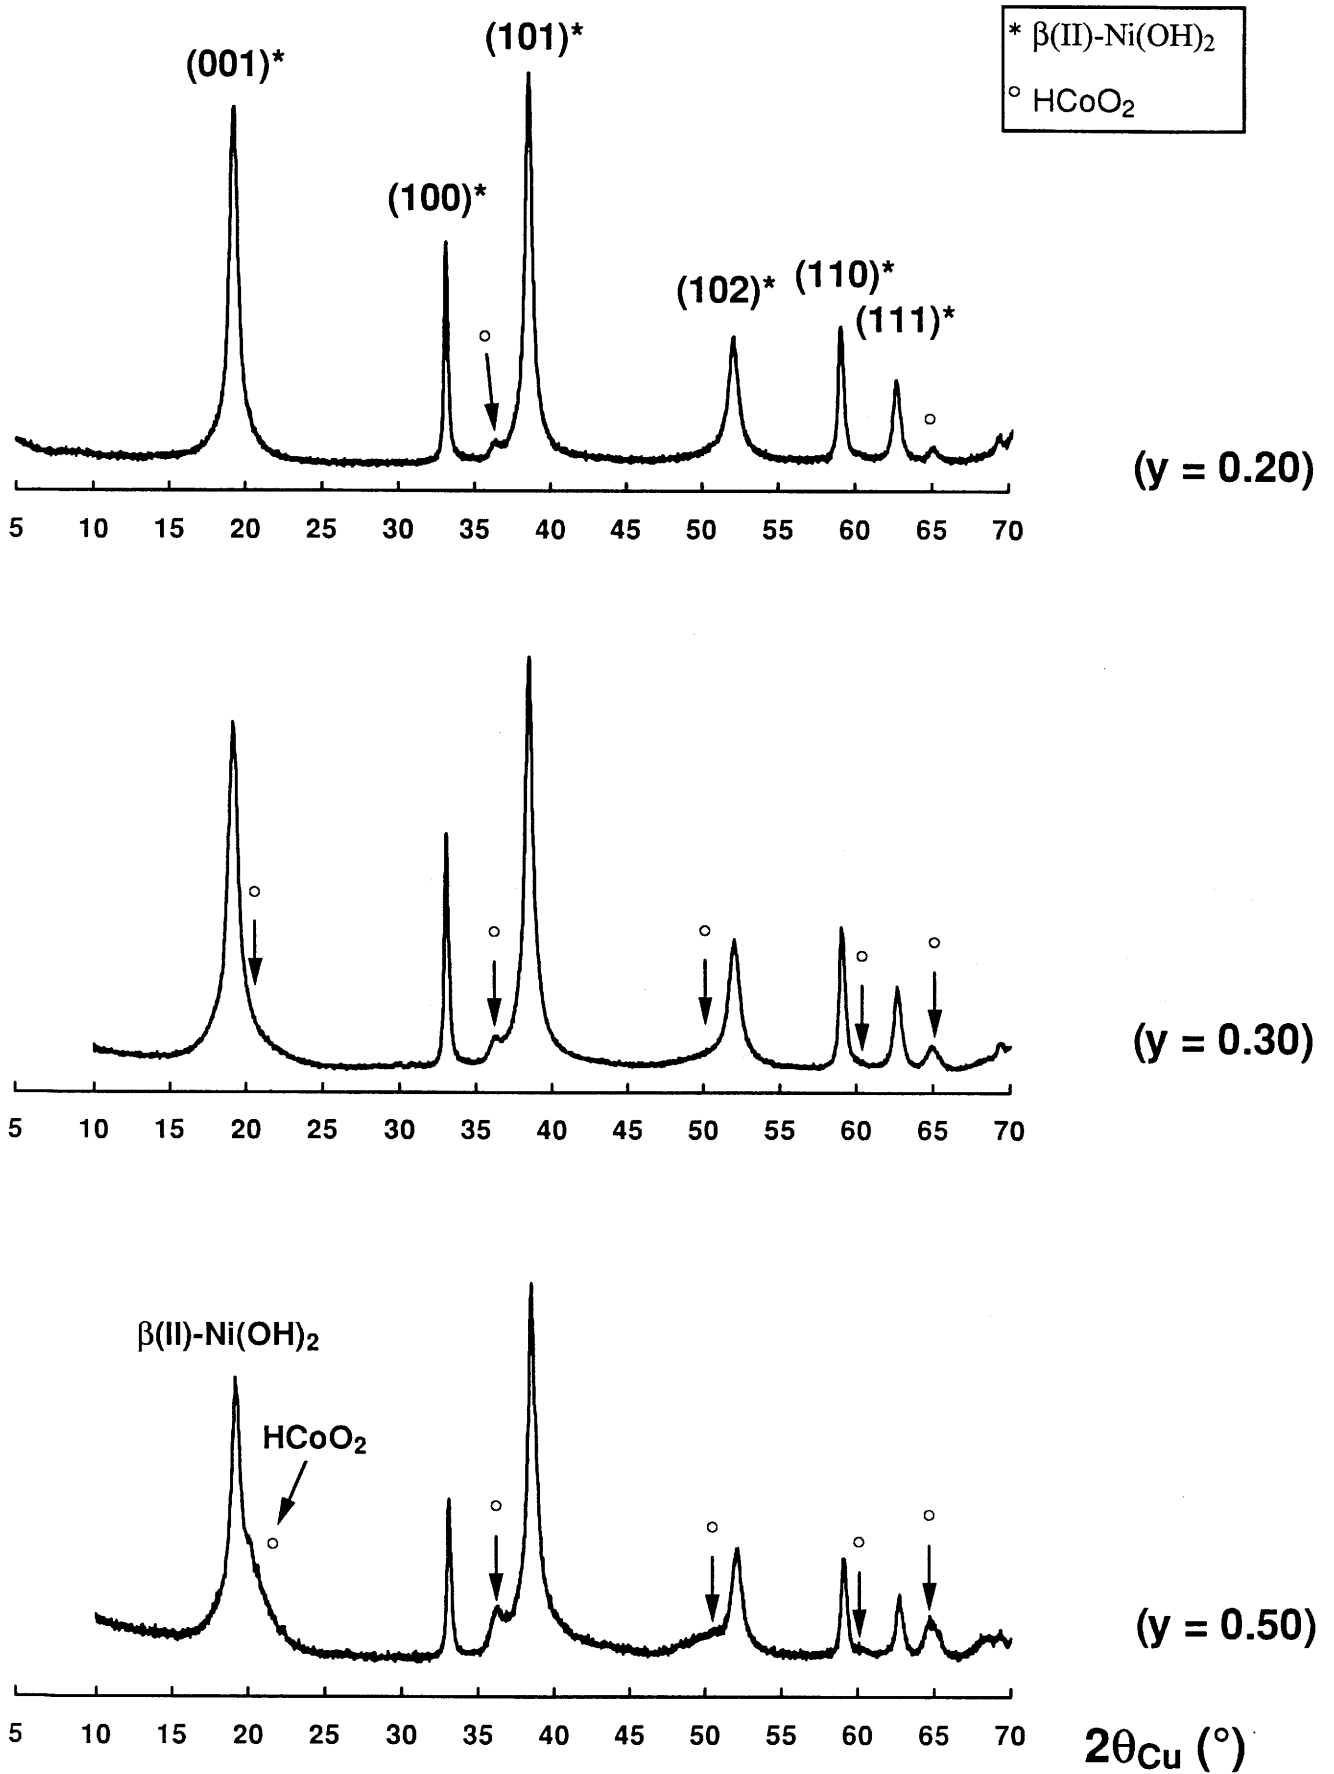 (001)*
(101)*
* β(II)-Ni(OH)₂
○ HCoO₂
(100)*
(102)*
(110)*
(111)*
○
○
(y = 0.20)
5 10 15 20 25 30 35 40 45 50 55 60 65 70
○ ○ ○ ○ ○
(y = 0.30)
5 10 15 20 25 30 35 40 45 50 55 60 65 70
β(II)-Ni(OH)₂
HCoO₂
○ ○ ○ ○ ○
(y = 0.50)
5 10 15 20 25 30 35 40 45 50 55 60 65 70
2θCu (°)